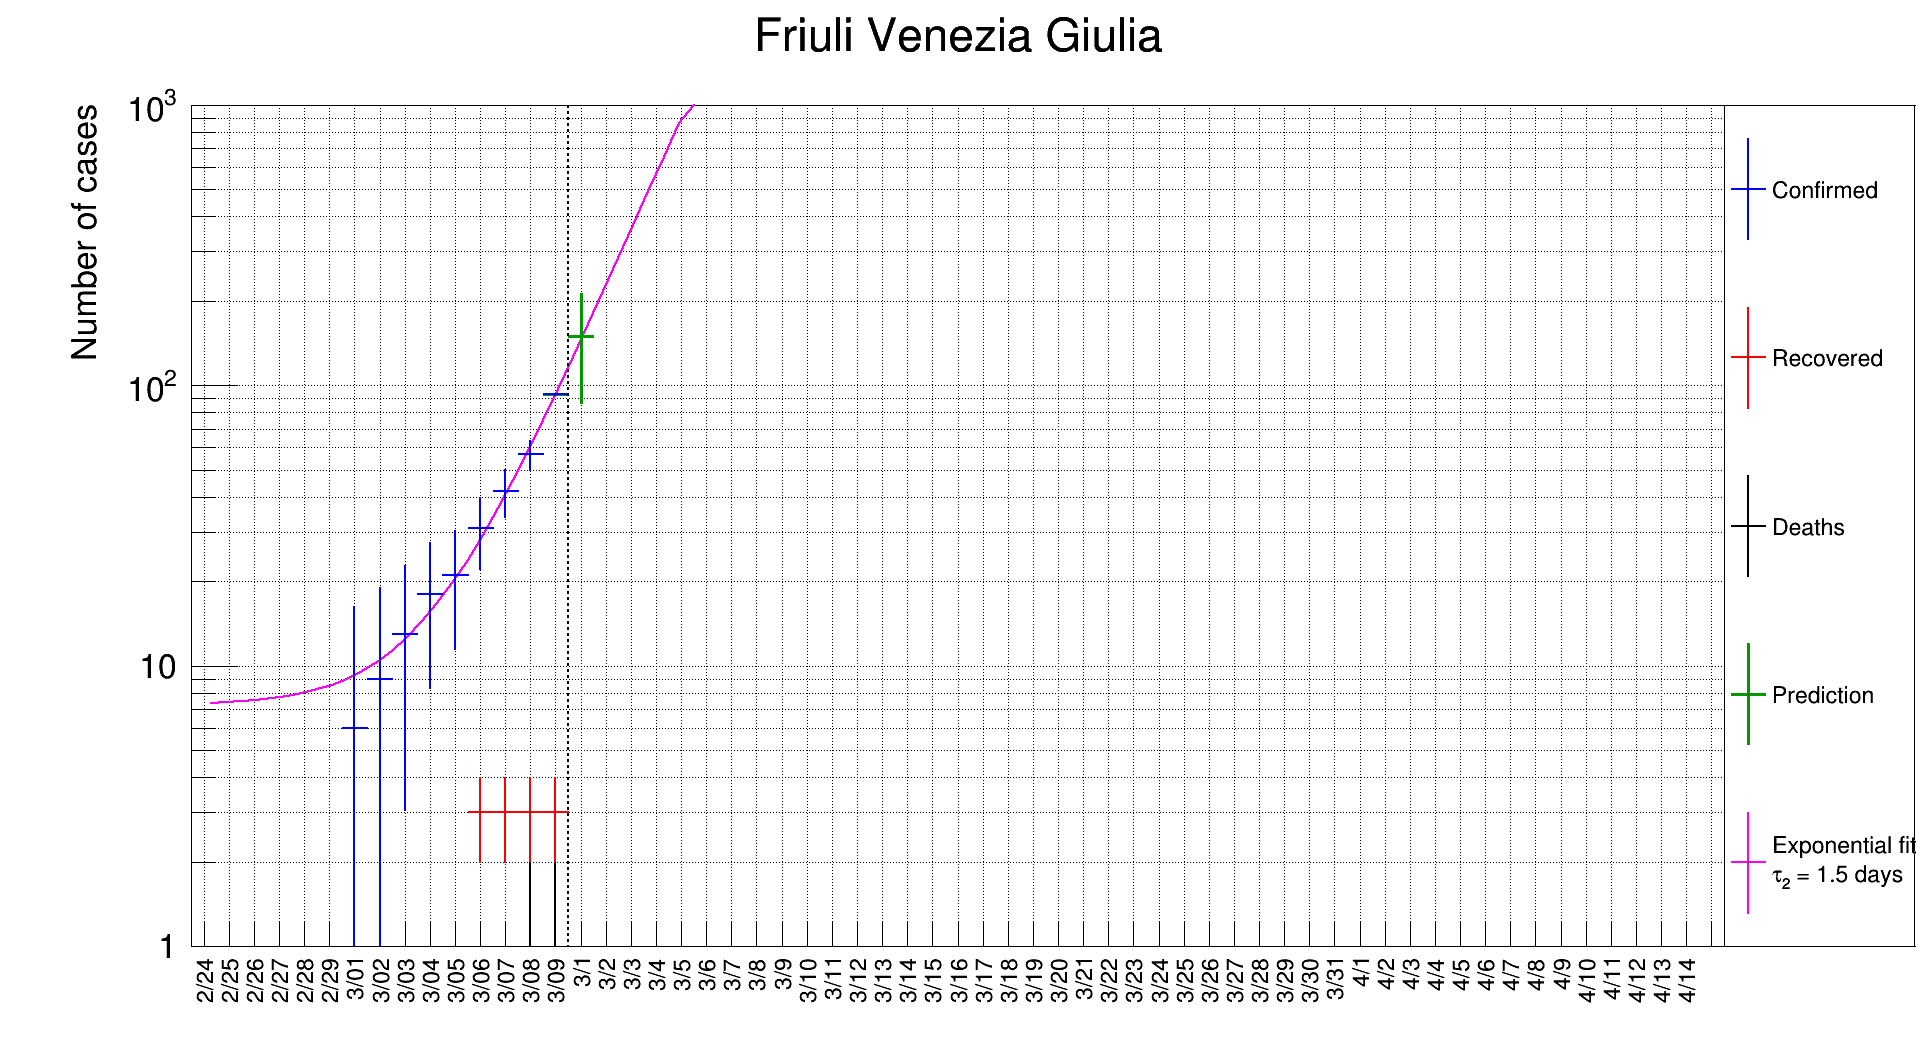 Friuli Venezia Giulia
Number of cases
10³
10²
10
1
2/24 2/25 2/26 2/27 2/28 2/29 3/01 3/02 3/03 3/04 3/05 3/06 3/07 3/08 3/09 3/1 3/2 3/3 3/4 3/5 3/6 3/7 3/8 3/9 3/10 3/11 3/12 3/13 3/14 3/15 3/16 3/17 3/18 3/19 3/20 3/21 3/22 3/23 3/24 3/25 3/26 3/27 3/28 3/29 3/30 3/31 4/1 4/2 4/3 4/4 4/5 4/6 4/7 4/8 4/9 4/10 4/11 4/12 4/13 4/14
Confirmed
Recovered
Deaths
Prediction
Exponential fit
τ₂ = 1.5 days